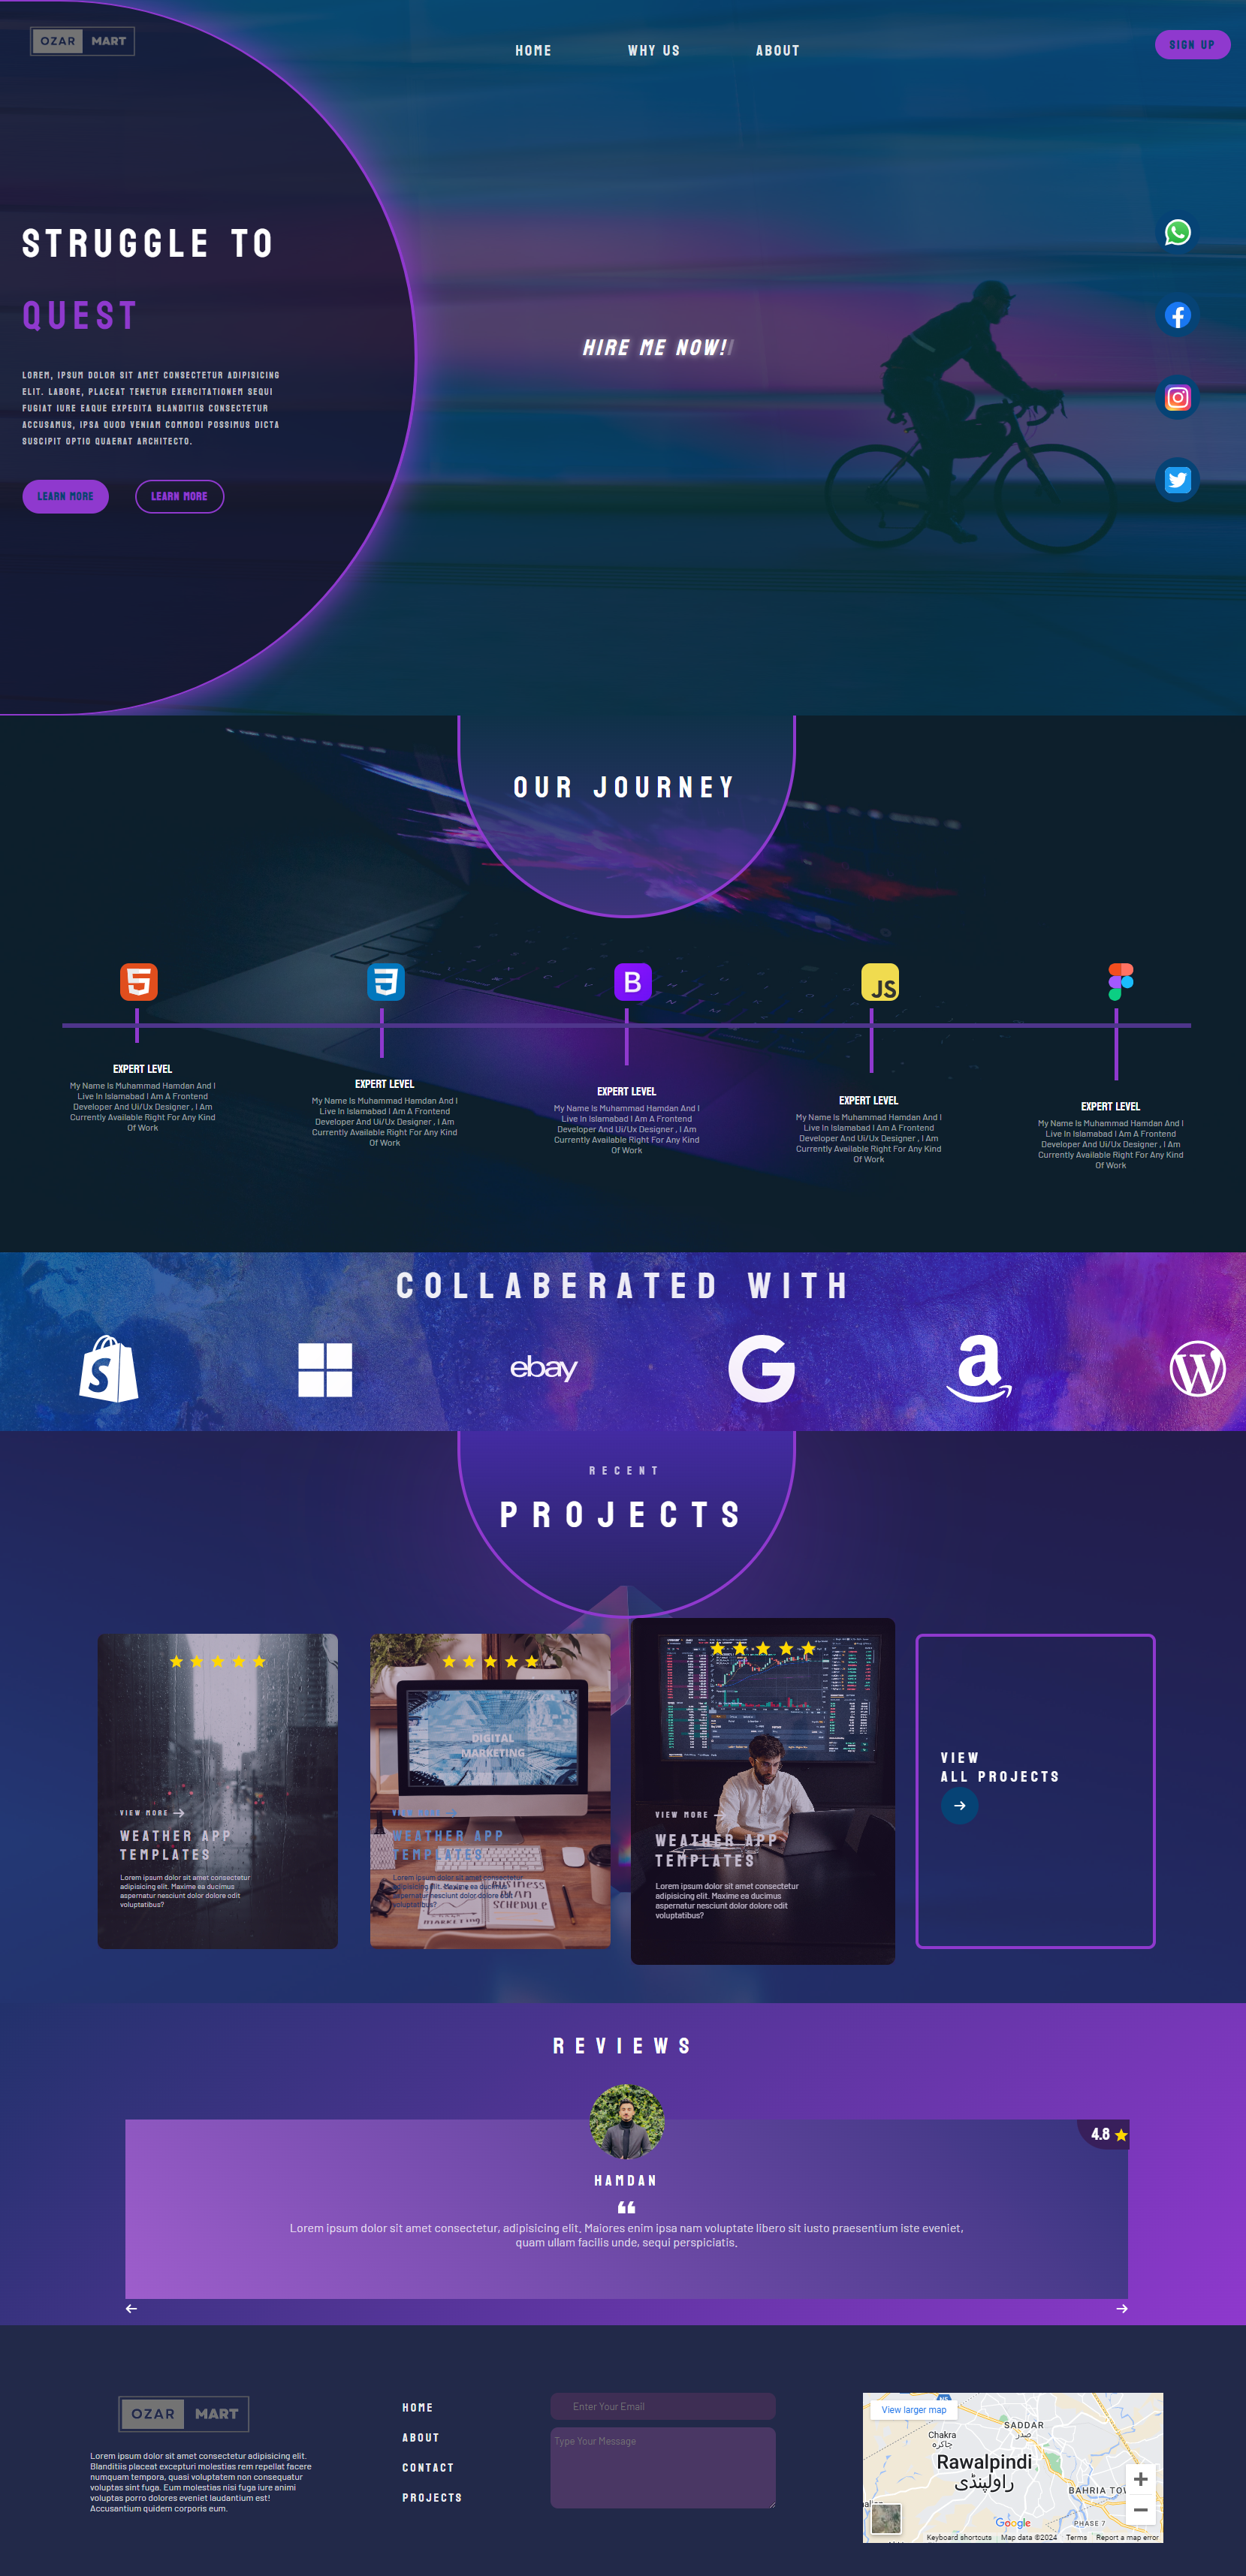 OZAR MART
HOME WHY US ABOUT
SIGN UP
STRUGGLE TO
QUEST
LOREM, IPSUM DOLOR SIT AMET CONSECTETUR ADIPISICING
ELIT. LABORE, PLACEAT TENETUR EXERCITATIONEM SEQUI
FUGIAT IURE EAQUE EXPEDITA BLANDITIIS CONSECTETUR
ACCUSAMUS, IPSA QUOD VENIAM COMMODI POSSIMUS DICTA
SUSCIPIT OPTIO QUAERAT ARCHITECTO.
LEARN MORE LEARN MORE
HIRE ME NOW!
OUR JOURNEY
B
JS
EXPERT LEVEL
My Name Is Muhammad Hamdan And I
Live In Islamabad I Am A Frontend
Developer And Ui/Ux Designer , I Am
Currently Available Right For Any Kind
Of Work
EXPERT LEVEL
My Name Is Muhammad Hamdan And I
Live In Islamabad I Am A Frontend
Developer And Ui/Ux Designer , I Am
Currently Available Right For Any Kind
Of Work
EXPERT LEVEL
My Name Is Muhammad Hamdan And I
Live In Islamabad I Am A Frontend
Developer And Ui/Ux Designer , I Am
Currently Available Right For Any Kind
Of Work
EXPERT LEVEL
My Name Is Muhammad Hamdan And I
Live In Islamabad I Am A Frontend
Developer And Ui/Ux Designer , I Am
Currently Available Right For Any Kind
Of Work
EXPERT LEVEL
My Name Is Muhammad Hamdan And I
Live In Islamabad I Am A Frontend
Developer And Ui/Ux Designer , I Am
Currently Available Right For Any Kind
Of Work
COLLABERATED WITH
ebay
RECENT
PROJECTS
VIEW MORE
WEATHER APP
TEMPLATES
Lorem ipsum dolor sit amet consectetur
adipisicing elit. Maxime ea ducimus
aspernatur nesciunt dolor dolore odit
voluptatibus?
DIGITAL
MARKETING
VIEW MORE
WEATHER APP
TEMPLATES
Lorem ipsum dolor sit amet consectetur
adipisicing elit. Maxime ea ducimus
aspernatur nesciunt dolor dolore odit
voluptatibus?
BUSINESS
PLAN
SCHEDULE
MARKETING
VIEW MORE
WEATHER APP
TEMPLATES
Lorem ipsum dolor sit amet consectetur
adipisicing elit. Maxime ea ducimus
aspernatur nesciunt dolor dolore odit
voluptatibus?
VIEW
ALL PROJECTS
REVIEWS
4.8
HAMDAN
Lorem ipsum dolor sit amet consectetur, adipisicing elit. Maiores enim ipsa nam voluptate libero sit iusto praesentium iste eveniet,
quam ullam facilis unde, sequi perspiciatis.
OZAR MART
Lorem ipsum dolor sit amet consectetur adipisicing elit.
Blanditiis placeat excepturi molestias rem repellat facere
numquam tempora, quasi voluptatem non consequatur
voluptas sint fuga. Eum molestias nisi fuga iure animi
voluptas porro dolores eveniet laudantium est!
Accusantium quidem corporis eum.
HOME
ABOUT
CONTACT
PROJECTS
Enter Your Email
Type Your Message
View larger map
SADDAR
صدر
Chakra
چاکره
Rawalpindi
راولپنڈی
BAHRIA TOW
PHASE 7
Google
Keyboard shortcuts Map data ©2024 Terms Report a map error